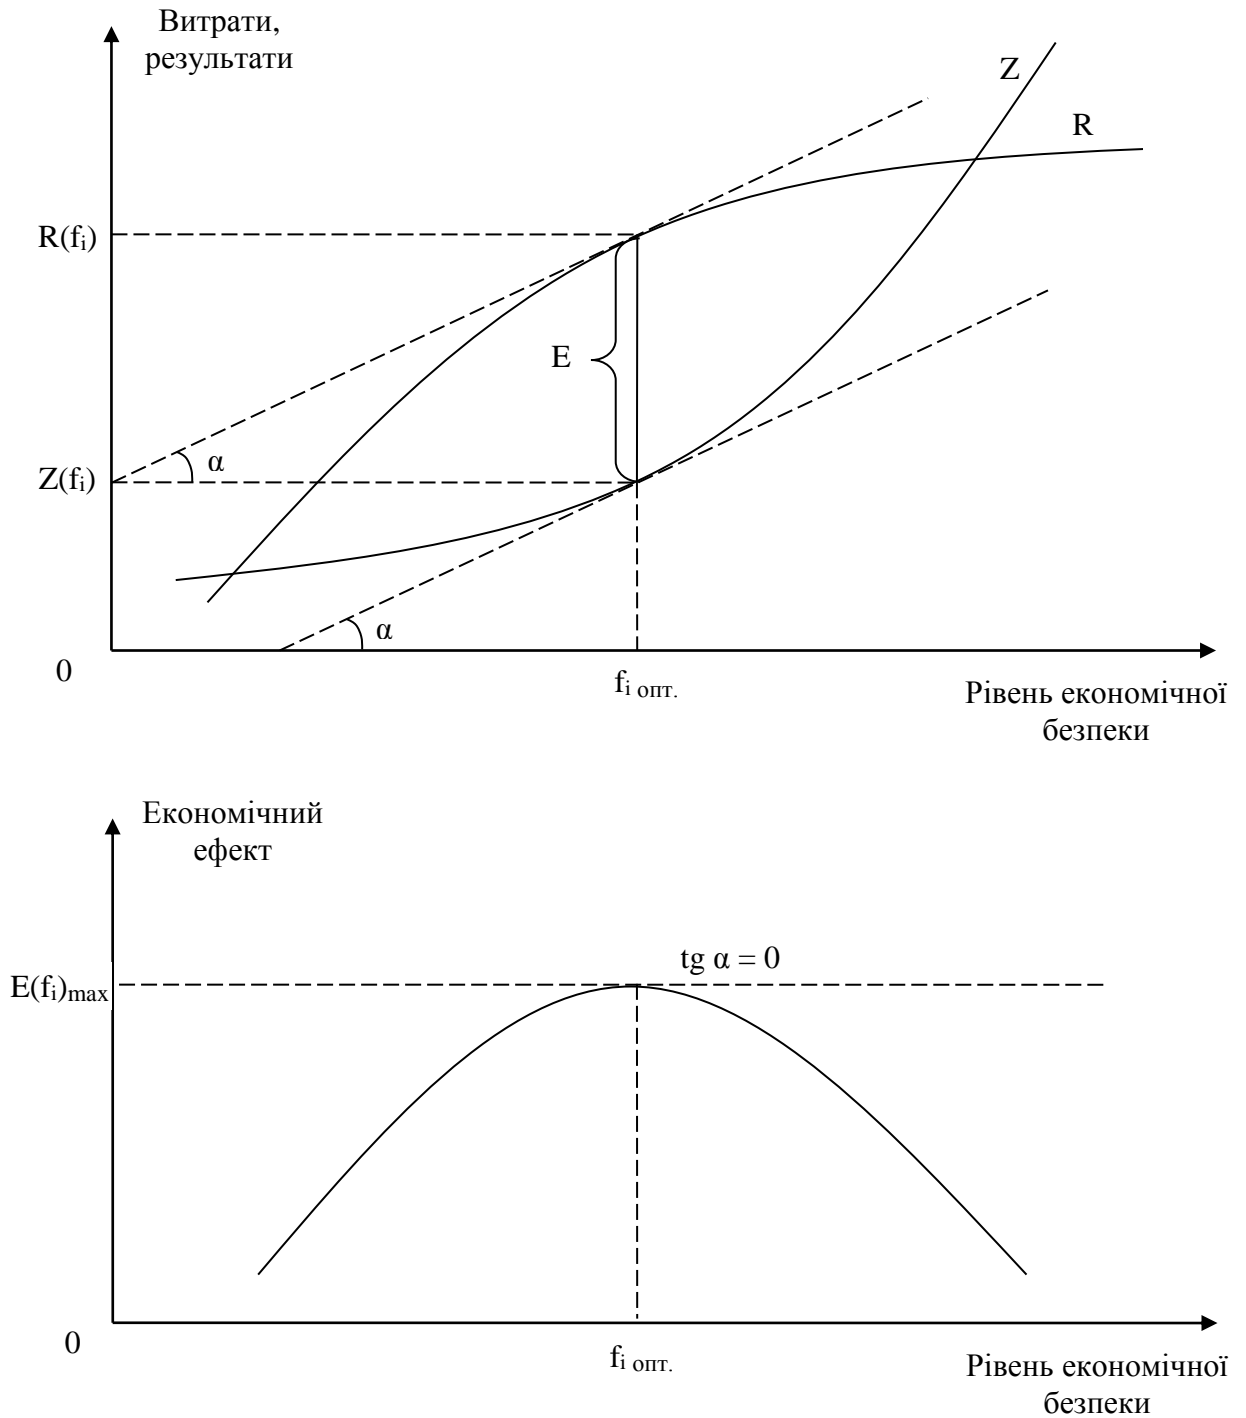 Витрати,
результати
Z
R
R(fᵢ)
E
Z(fᵢ)
α
α
0
fᵢ опт.
Рівень економічної
безпеки
Економічний
ефект
tg α = 0
E(fᵢ)max
0
fᵢ опт.
Рівень економічної
безпеки